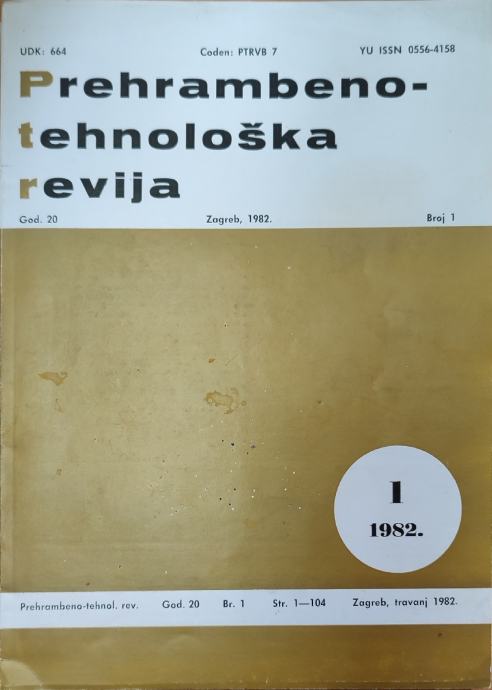 UDK: 664 Coden: PTRVB 7 YU ISSN 0556-4158
Prehrambeno-
tehnološka
revija
God. 20 Zagreb, 1982. Broj 1
1
1982.
Prehrambeno-tehnol. rev. God. 20 Br. 1 Str. 1—104 Zagreb, travanj 1982.